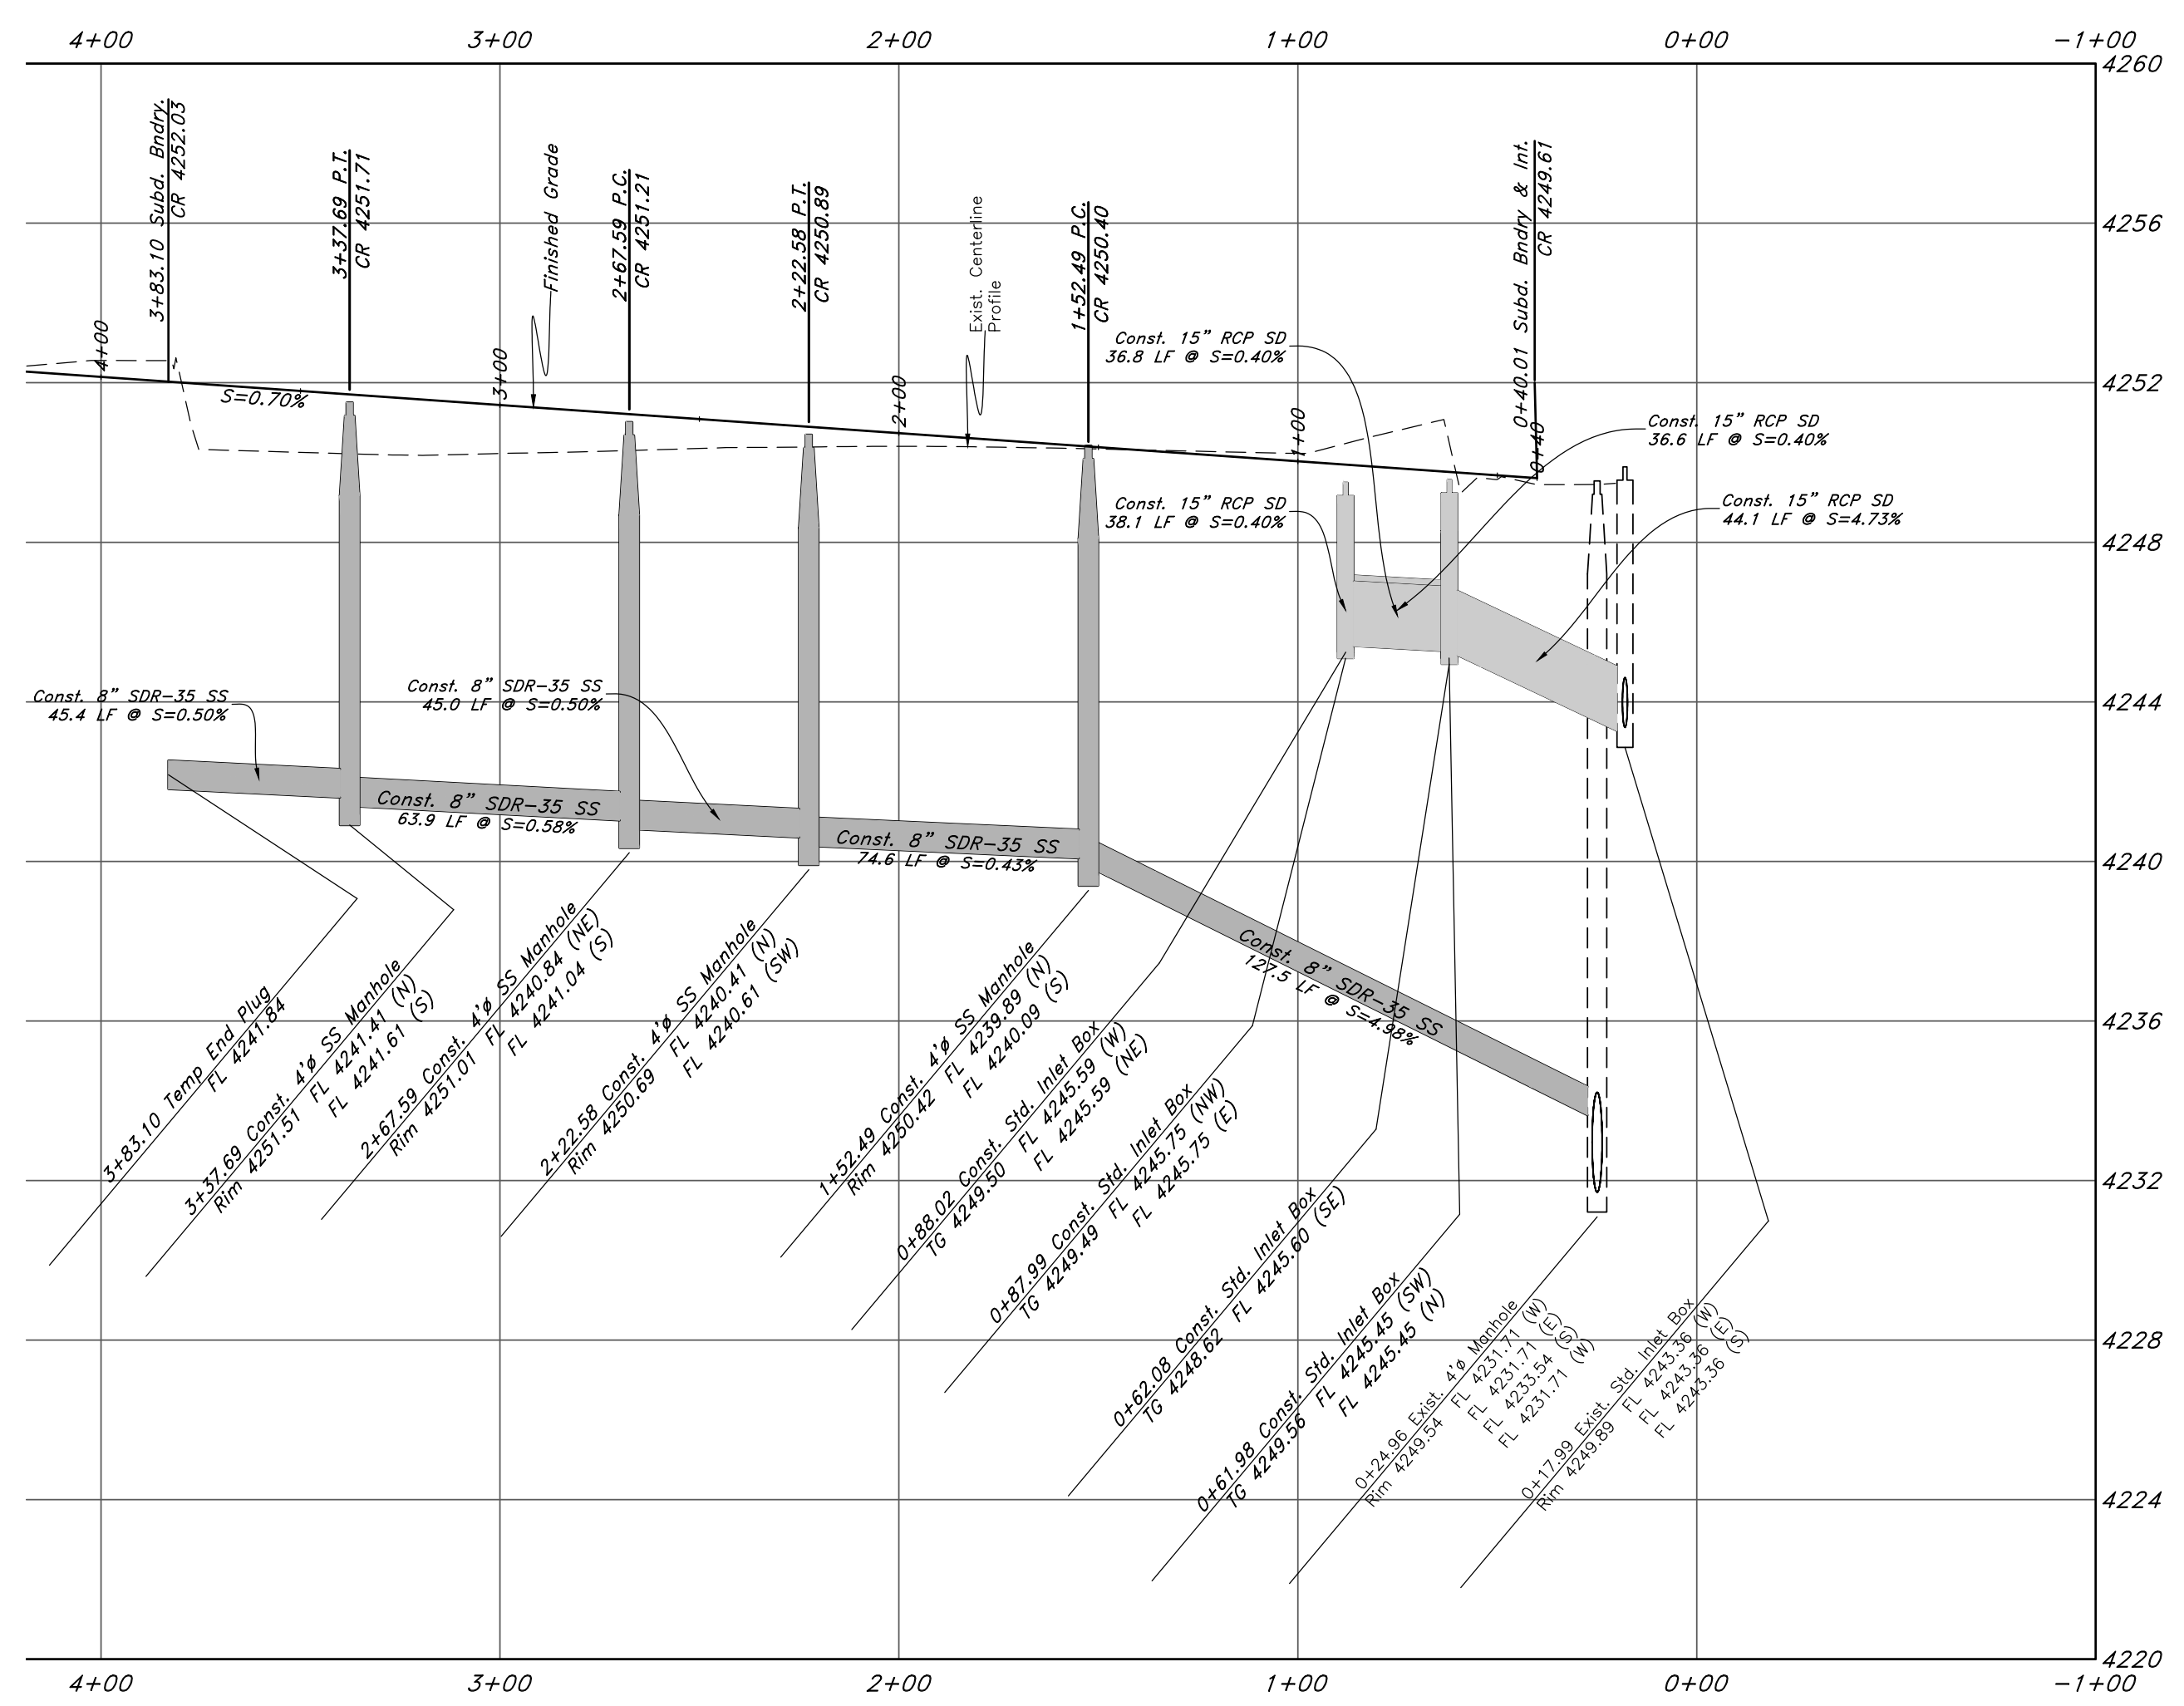 4+00
3+00
2+00
1+00
0+00
-1+00
4260
4256
4252
4248
4244
4240
4236
4232
4228
4224
4220
3+83.10 Subd. Bndry.
CR 4252.03
3+37.69 P.T.
CR 4251.71
Finished Grade
2+67.59 P.C.
CR 4251.21
2+22.58 P.T.
CR 4250.89
Exist. Centerline
Profile
1+52.49 P.C.
CR 4250.40
0+40.01 Subd. Bndry & Int.
CR 4249.61
4+00
3+00
2+00
1+00
0+40
S=0.70%
Const. 15" RCP SD
36.8 LF @ S=0.40%
Const. 15" RCP SD
36.6 LF @ S=0.40%
Const. 15" RCP SD
38.1 LF @ S=0.40%
Const. 15" RCP SD
44.1 LF @ S=4.73%
Const. 8" SDR-35 SS
45.4 LF @ S=0.50%
Const. 8" SDR-35 SS
45.0 LF @ S=0.50%
Const. 8" SDR-35 SS
63.9 LF @ S=0.58%
Const. 8" SDR-35 SS
74.6 LF @ S=0.43%
Const. 8" SDR-35 SS
127.5 LF @ S=4.98%
3+83.10 Temp End Plug
FL 4241.84
3+37.69 Const. 4'ø SS Manhole
Rim 4251.51 FL 4241.41 (N)
FL 4241.61 (S)
2+67.59 Const. 4'ø SS Manhole
Rim 4251.01 FL 4240.84 (NE)
FL 4241.04 (S)
2+22.58 Const. 4'ø SS Manhole
Rim 4250.69 FL 4240.41 (N)
FL 4240.61 (SW)
1+52.49 Const. 4'ø SS Manhole
Rim 4250.42 FL 4239.89 (N)
FL 4240.09 (S)
0+88.02 Const. Std. Inlet Box
TG 4249.50 FL 4245.59 (W)
FL 4245.59 (NE)
0+87.99 Const. Std. Inlet Box
TG 4249.49 FL 4245.75 (NW)
FL 4245.75 (E)
0+62.08 Const. Std. Inlet Box
TG 4248.62 FL 4245.60 (SE)
0+61.98 Const. Std. Inlet Box
TG 4249.56 FL 4245.45 (SW)
FL 4245.45 (N)
0+24.96 Exist. 4'ø Manhole
Rim 4249.54 FL 4231.71 (W)
FL 4231.71 (E)
FL 4233.54 (S)
FL 4231.71 (W)
0+17.99 Exist. Std. Inlet Box
Rim 4249.89 FL 4243.36 (W)
FL 4243.36 (E)
FL 4243.36 (S)
4+00
3+00
2+00
1+00
0+00
-1+00